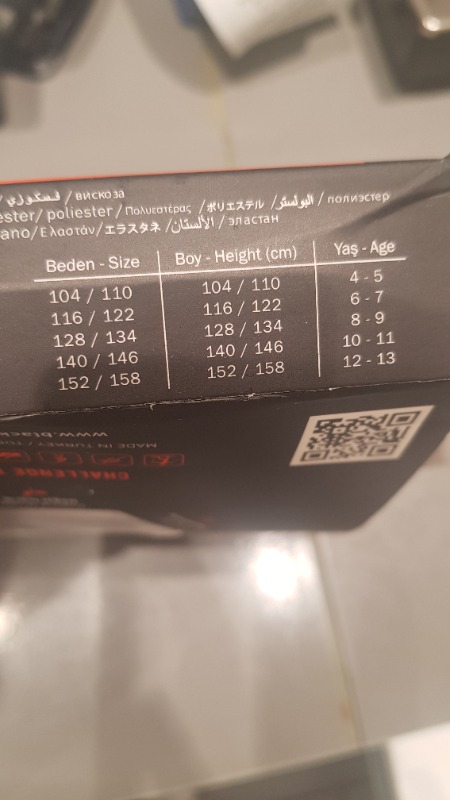 فسكوزي / вискоза
ester/ poliester / Πολυεστέρας / ポリエステル / البوليستر / полиэстер
ano / Ελαστάν / エラスタネ / الألستان / эластан
Beden - Size Boy - Height (cm) Yaş - Age
104 / 110 104 / 110 4 - 5
116 / 122 116 / 122 6 - 7
128 / 134 128 / 134 8 - 9
140 / 146 140 / 146 10 - 11
152 / 158 152 / 158 12 - 13
www.black
MADE IN TURKEY
CHALLENGE